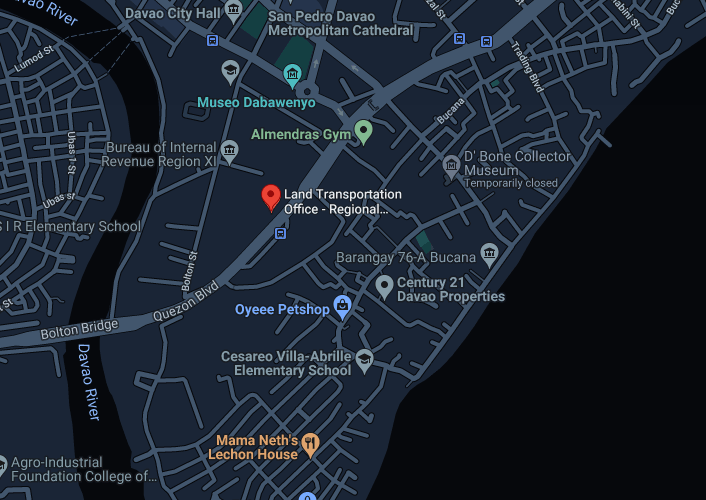 Davao River
Davao City Hall
San Pedro Davao
Metropolitan Cathedral
Lumod St
Trading Blvd
Museo Dabawenyo
Bucana
Almendras Gym
Ubas 1 St
Bureau of Internal
Revenue Region XI
D' Bone Collector
Museum
Temporarily closed
Ubas st
Land Transportation
Office - Regional...
S I R Elementary School
Barangay 76-A Bucana
Bolton St
Century 21
Davao Properties
Quezon Blvd
Oyeee Petshop
Bolton Bridge
Davao River
Cesareo Villa-Abrille
Elementary School
Mama Neth's
Lechon House
Agro-Industrial
Foundation College of...